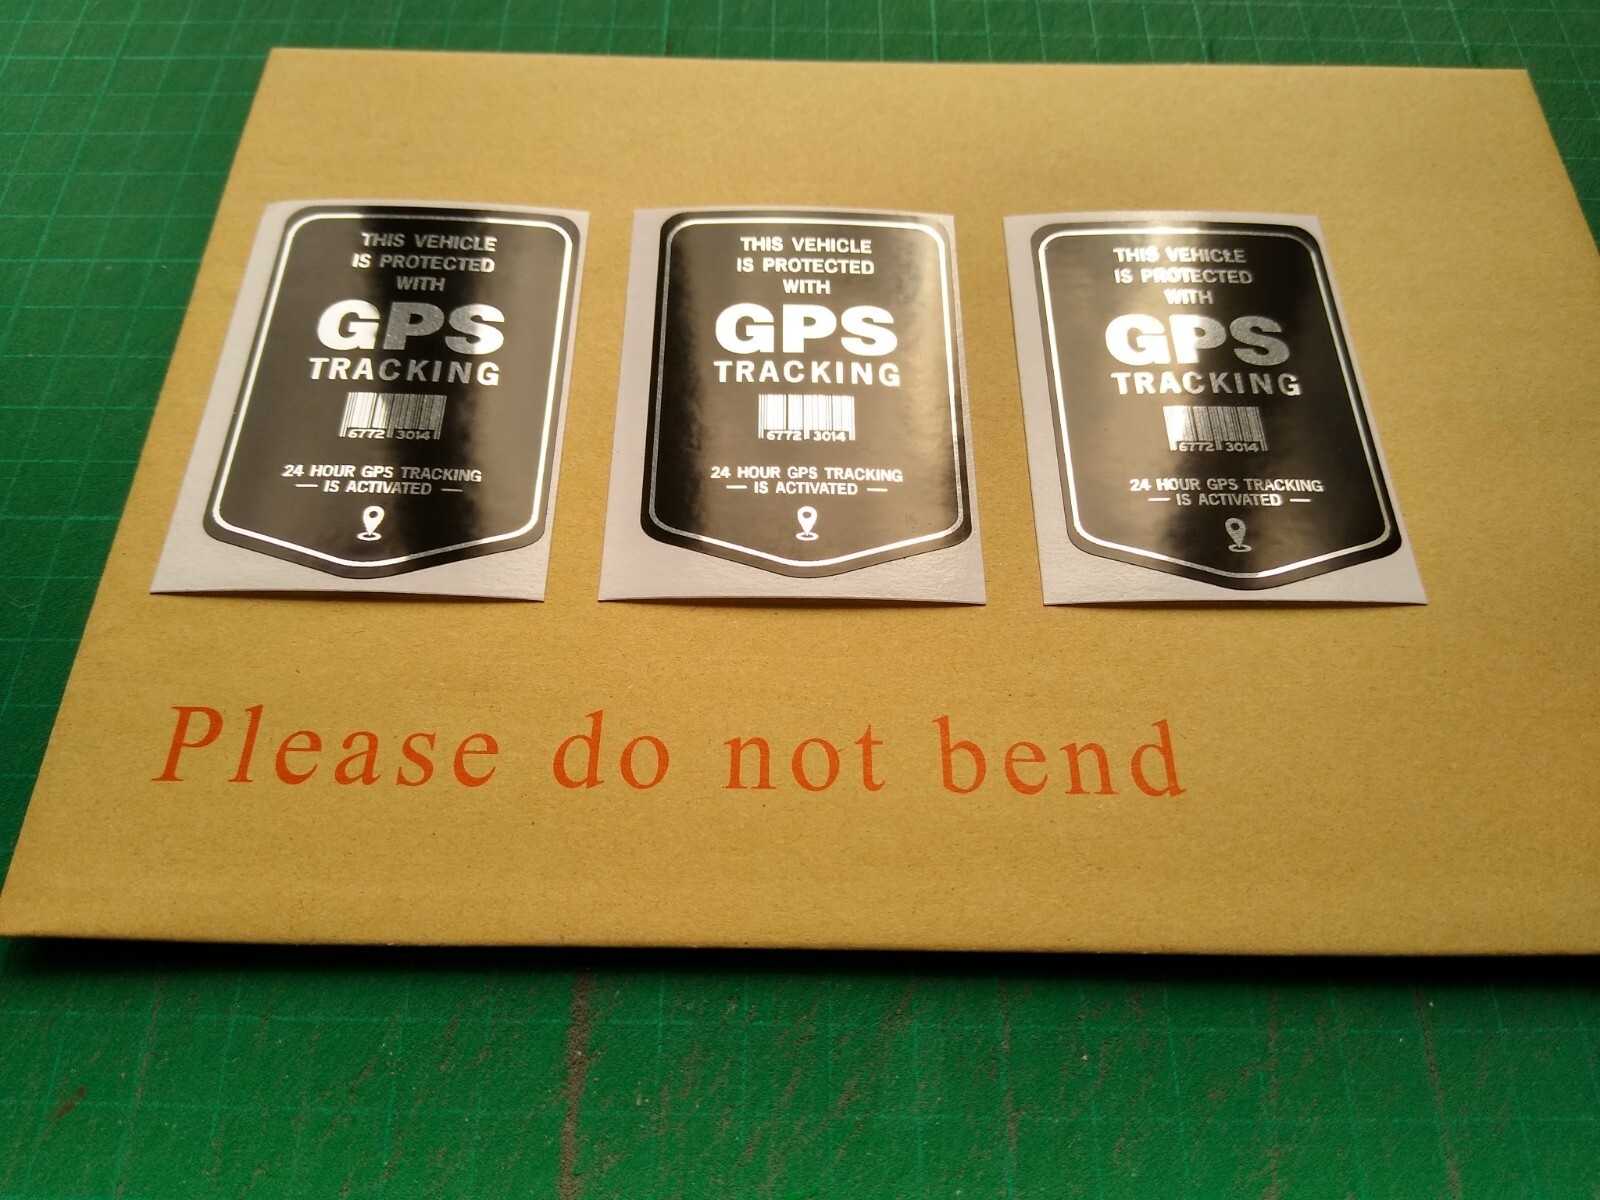 THIS VEHICLE
IS PROTECTED
WITH
GPS
TRACKING
6772 3014
24 HOUR GPS TRACKING
IS ACTIVATED
THIS VEHICLE
IS PROTECTED
WITH
GPS
TRACKING
6772 3014
24 HOUR GPS TRACKING
IS ACTIVATED
THIS VEHICLE
IS PROTECTED
WITH
GPS
TRACKING
6772 3014
24 HOUR GPS TRACKING
IS ACTIVATED
Please do not bend